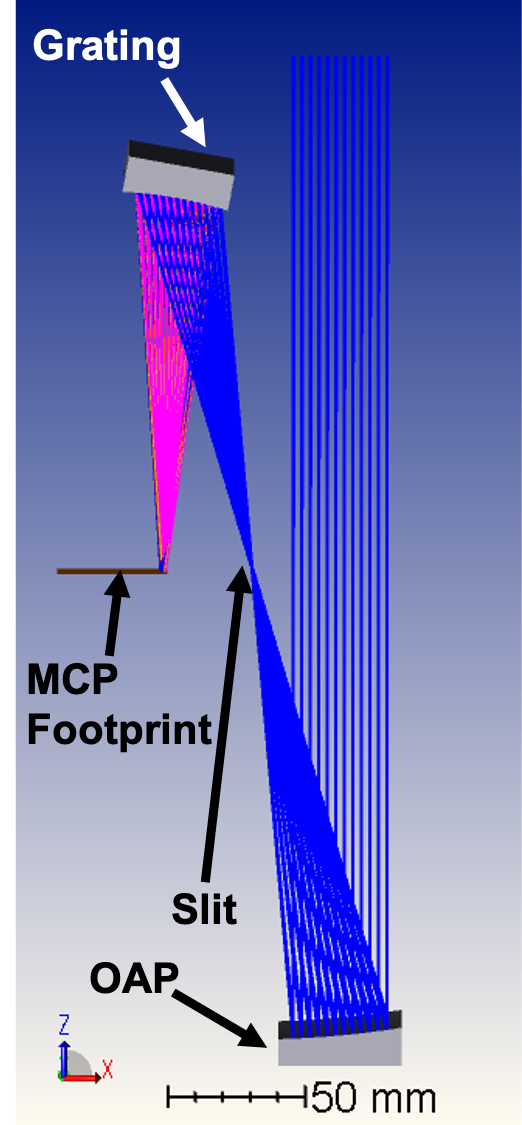 Grating
MCP
Footprint
Slit
OAP
Z
X
50 mm